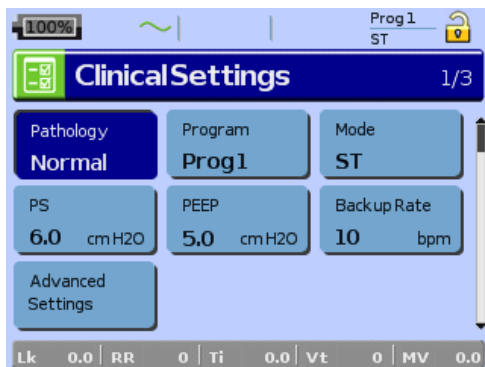 100%
Prog 1
ST
Clinical Settings 1/3
Pathology
Normal
Program
Prog1
Mode
ST
PS
6.0 cmH2O
PEEP
5.0 cmH2O
Backup Rate
10 bpm
Advanced
Settings
Lk 0.0 RR 0 Ti 0.0 Vt 0 MV 0.0